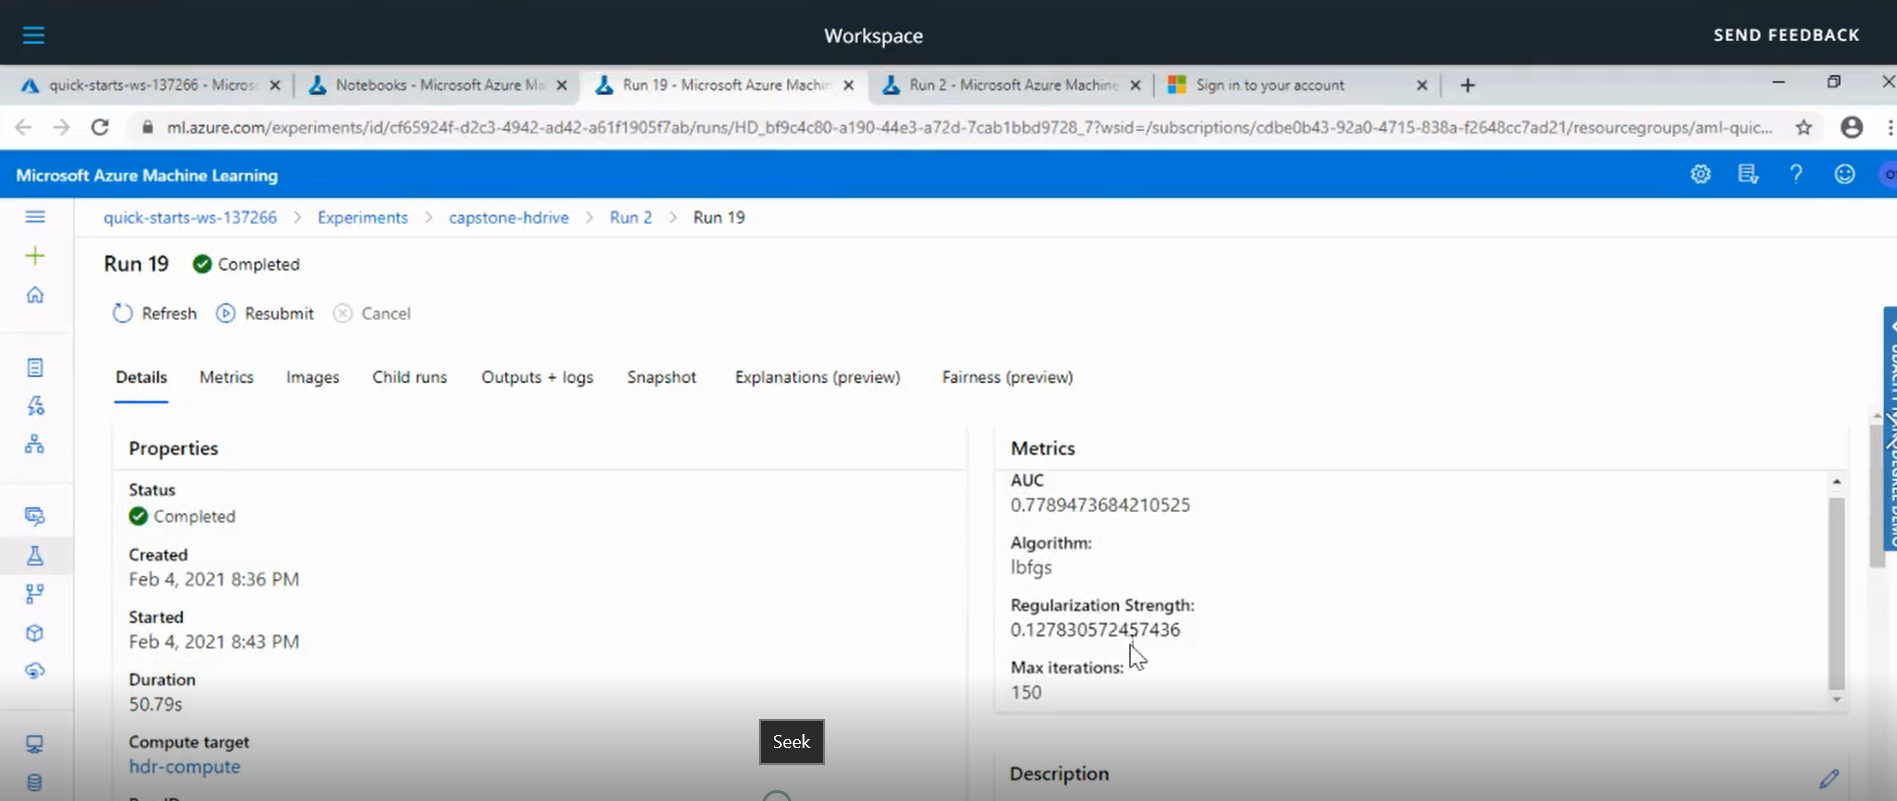 Workspace
SEND FEEDBACK
quick-starts-ws-137266 - Micros
Notebooks - Microsoft Azure Ma
Run 19 - Microsoft Azure Machin
Run 2 - Microsoft Azure Machine
Sign in to your account
ml.azure.com/experiments/id/cf65924f-d2c3-4942-ad42-a61f1905f7ab/runs/HD_bf9c4c80-a190-44e3-a72d-7cab1bbd9728_7?wsid=/subscriptions/cdbe0b43-92a0-4715-838a-f2648cc7ad21/resourcegroups/aml-quic...
Microsoft Azure Machine Learning
quick-starts-ws-137266 > Experiments > capstone-hdrive > Run 2 > Run 19
Run 19 Completed
Refresh Resubmit Cancel
Details Metrics Images Child runs Outputs + logs Snapshot Explanations (preview) Fairness (preview)
Properties
Status
Completed
Created
Feb 4, 2021 8:36 PM
Started
Feb 4, 2021 8:43 PM
Duration
50.79s
Compute target
hdr-compute
Metrics
AUC
0.7789473684210525
Algorithm:
lbfgs
Regularization Strength:
0.127830572457436
Max iterations:
150
Description
Seek